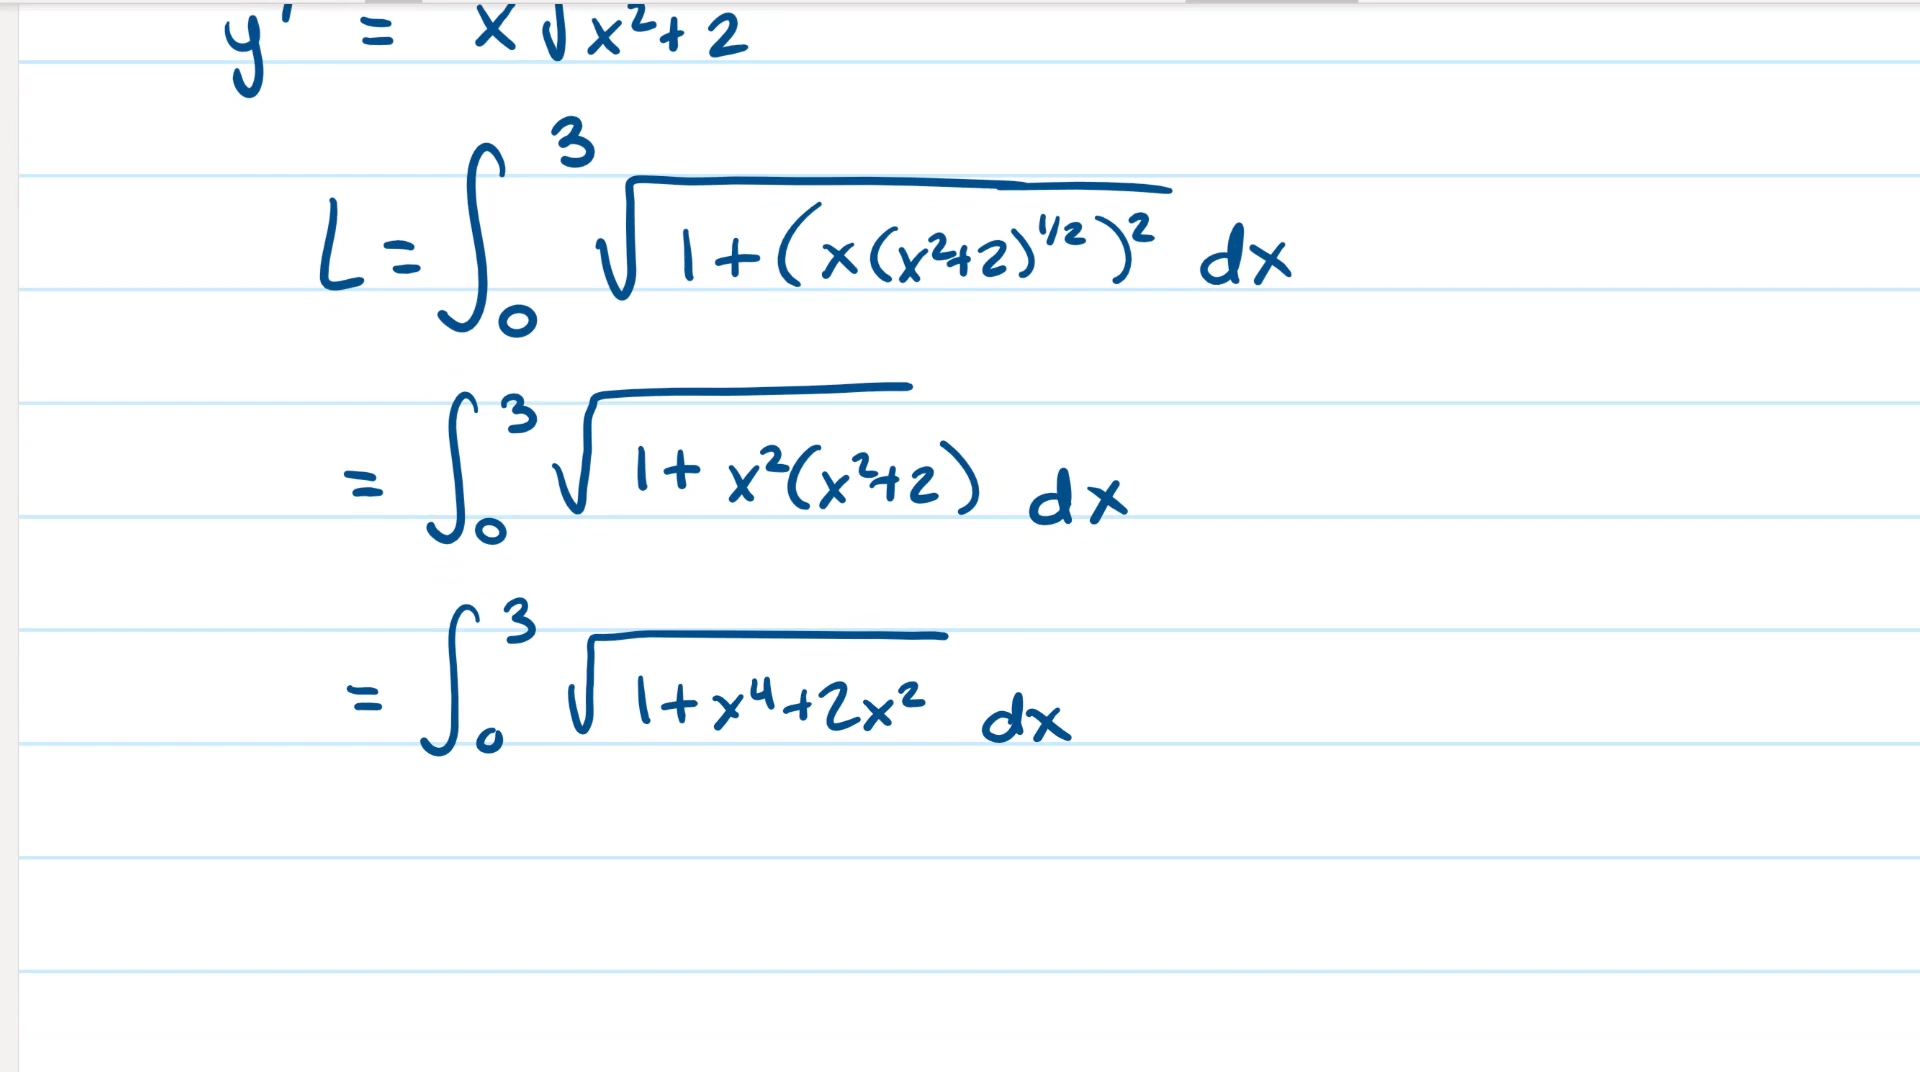 y' = x√x²+2
L = ∫₀³ √1+(x(x²+2)^1/2)² dx
= ∫₀³ √1+x²(x²+2) dx
= ∫₀³ √1+x⁴+2x² dx